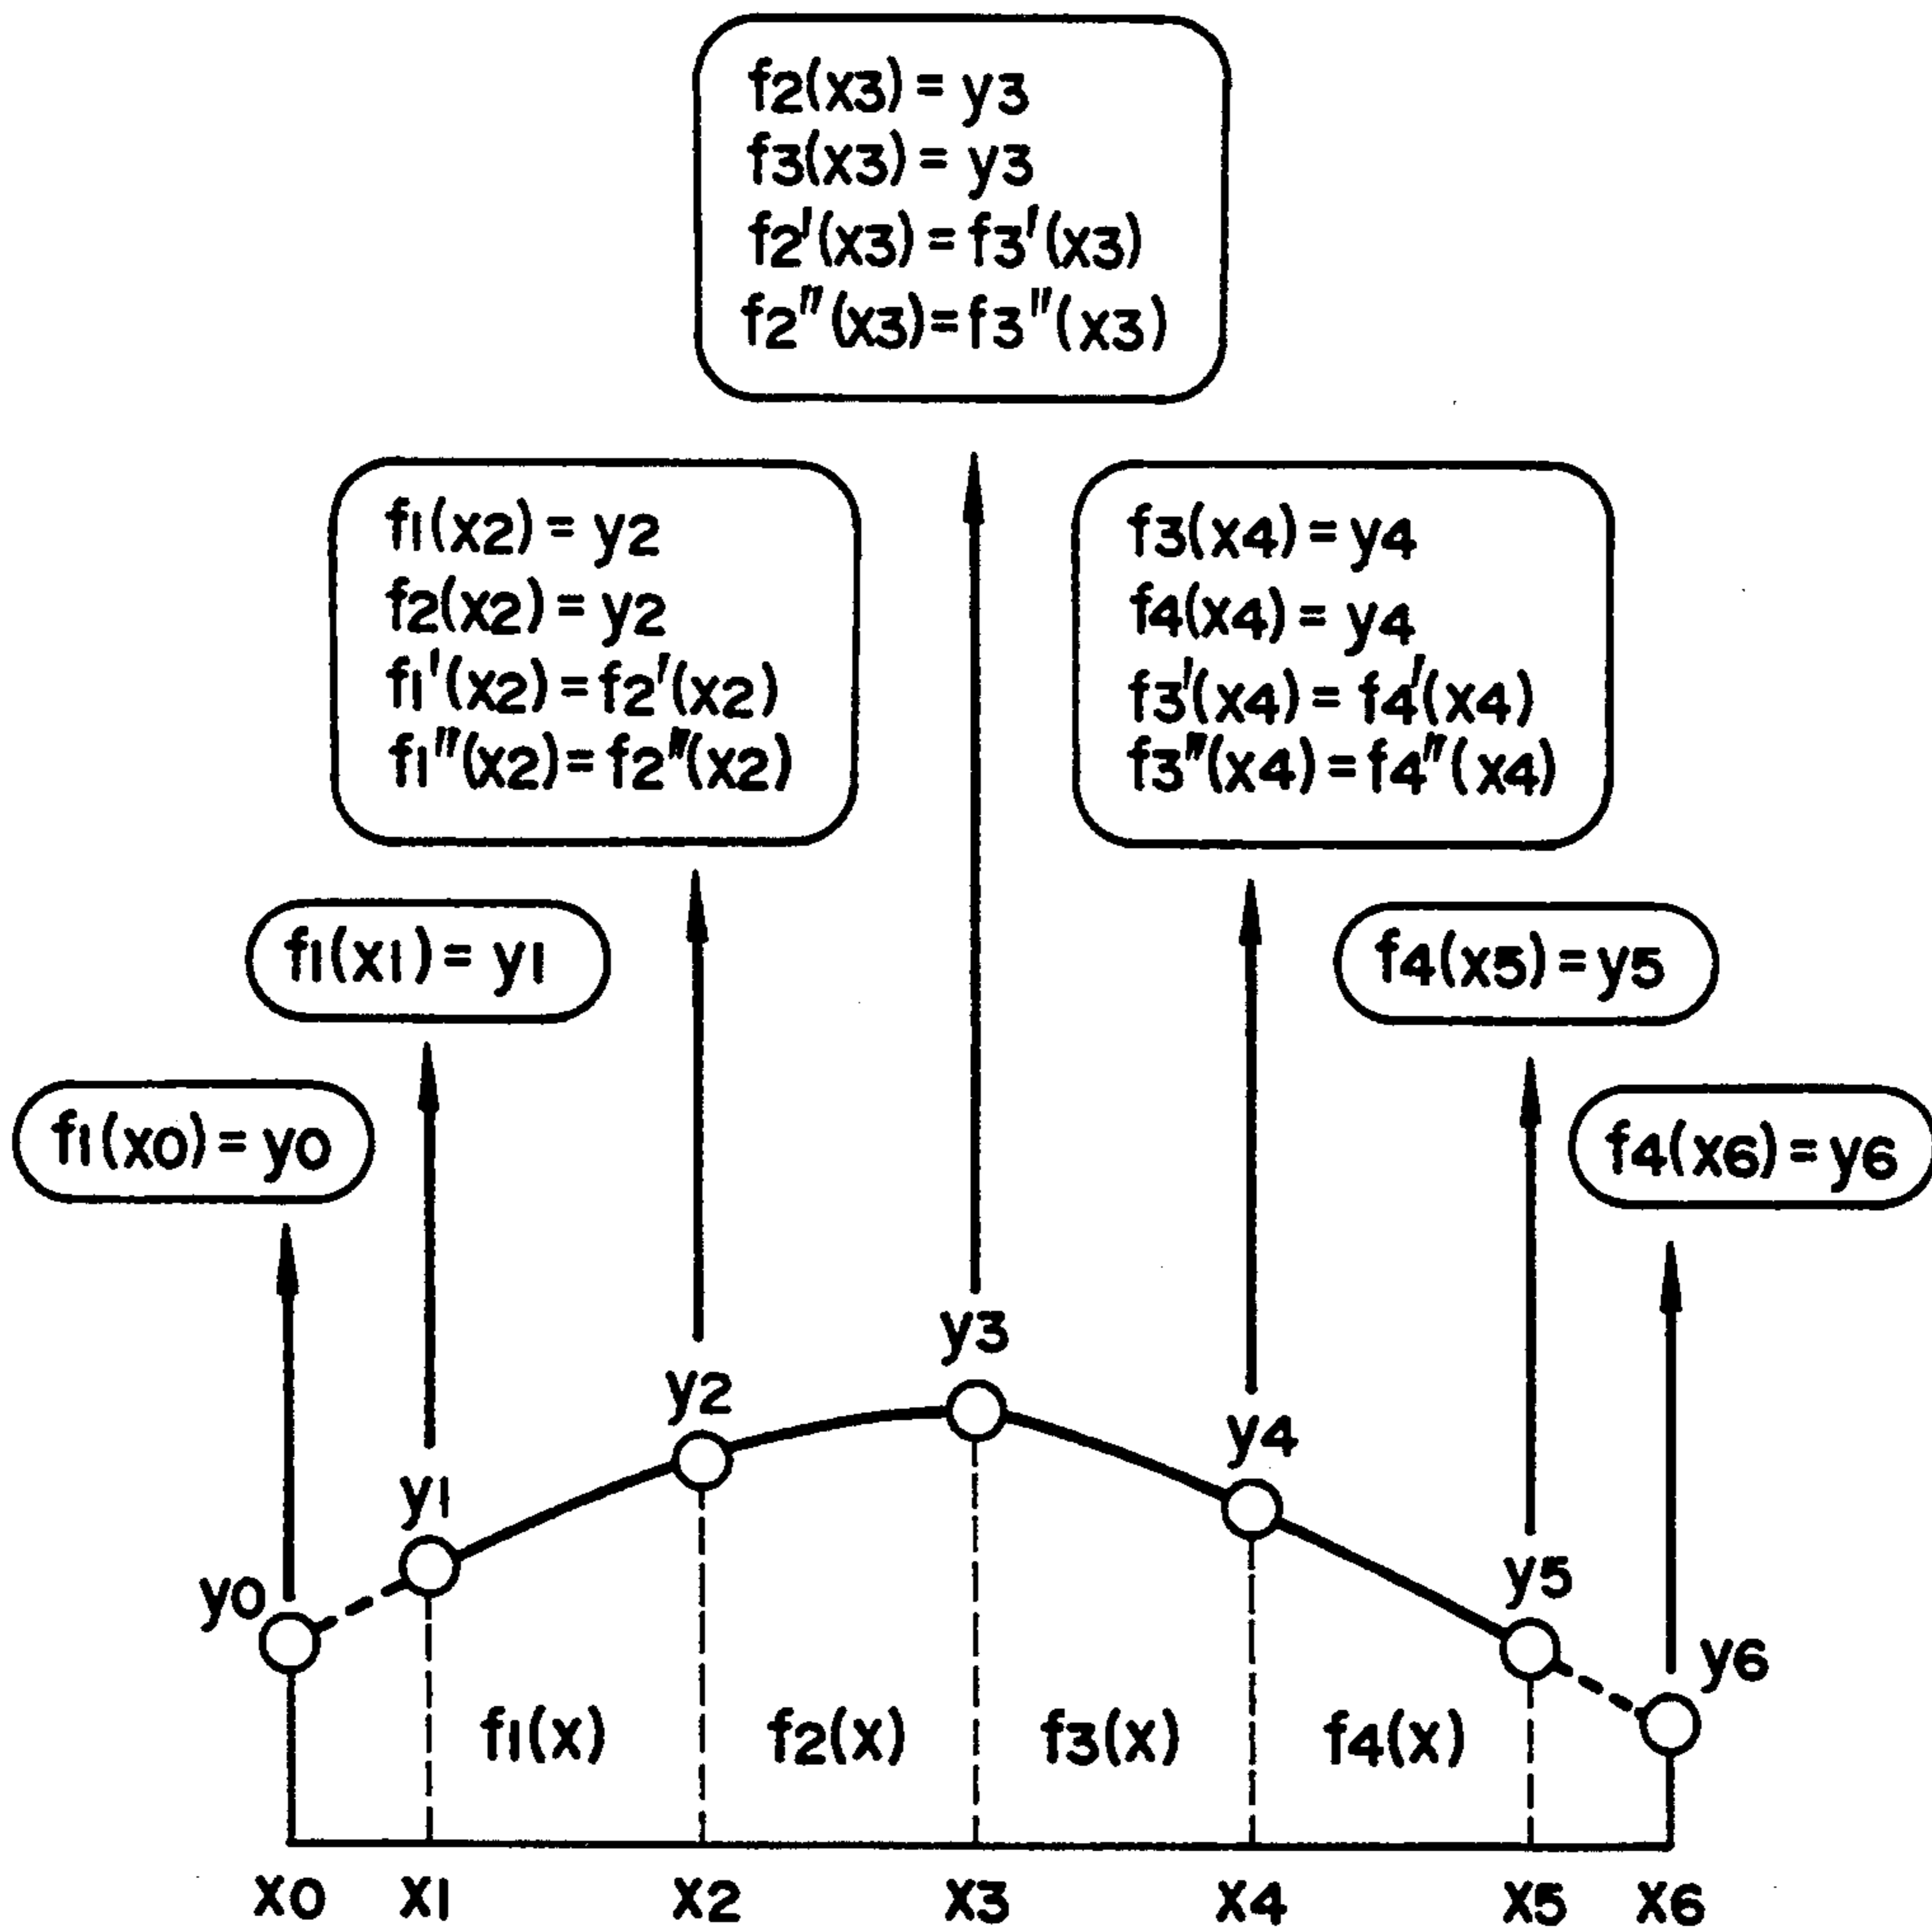 f2(x3) = y3
f3(x3) = y3
f2'(x3) = f3'(x3)
f2"(x3)=f3"(x3)
f1(x2) = y2
f2(x2) = y2
f1'(x2) = f2'(x2)
f1"(x2)= f2"(x2)
f3(x4) = y4
f4(x4) = y4
f3'(x4) = f4'(x4)
f3"(x4) = f4"(x4)
f1(x1) = y1
f4(x5) = y5
f1(x0) = y0
f4(x6) = y6
y0
y1
y2
y3
y4
y5
y6
f1(x)
f2(x)
f3(x)
f4(x)
x0
x1
x2
x3
x4
x5
x6